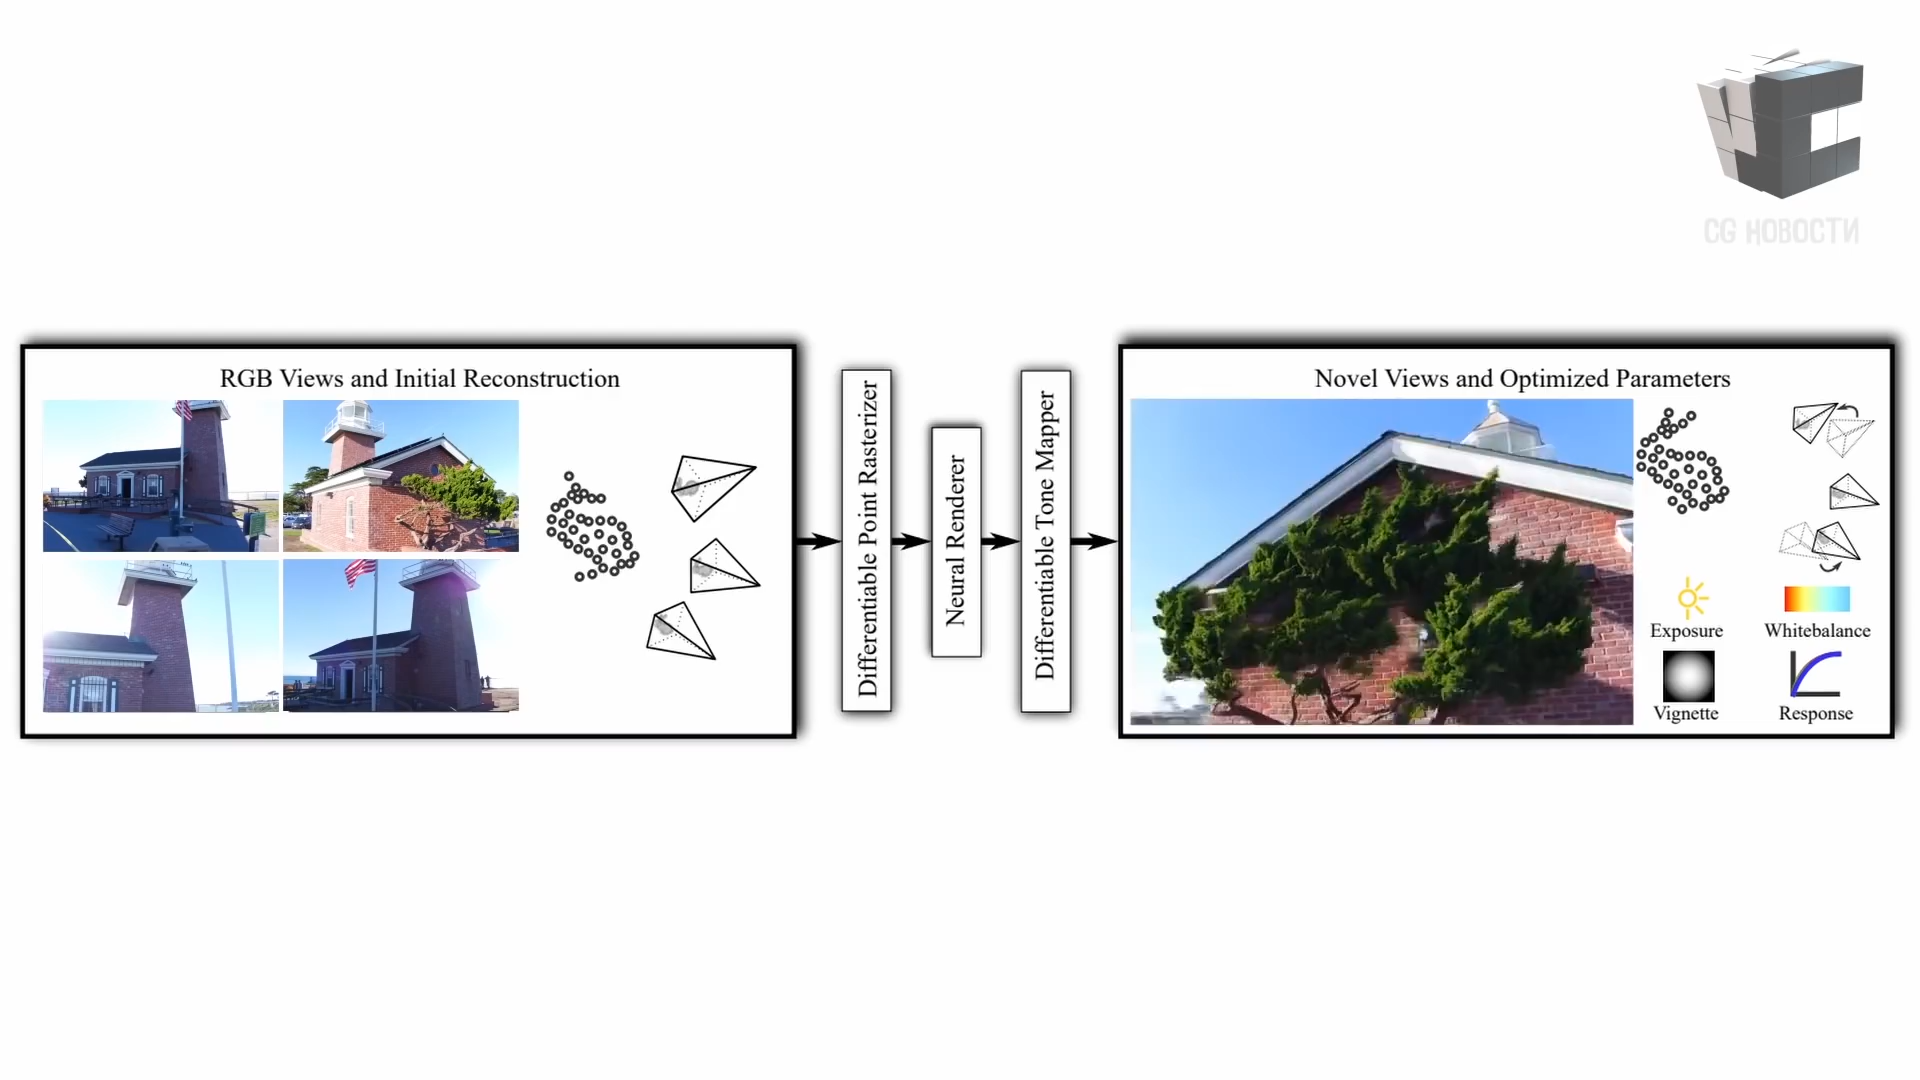 CG НОВОСТИ
RGB Views and Initial Reconstruction
Differentiable Point Rasterizer
Neural Renderer
Differentiable Tone Mapper
Novel Views and Optimized Parameters
Exposure
Whitebalance
Vignette
Response